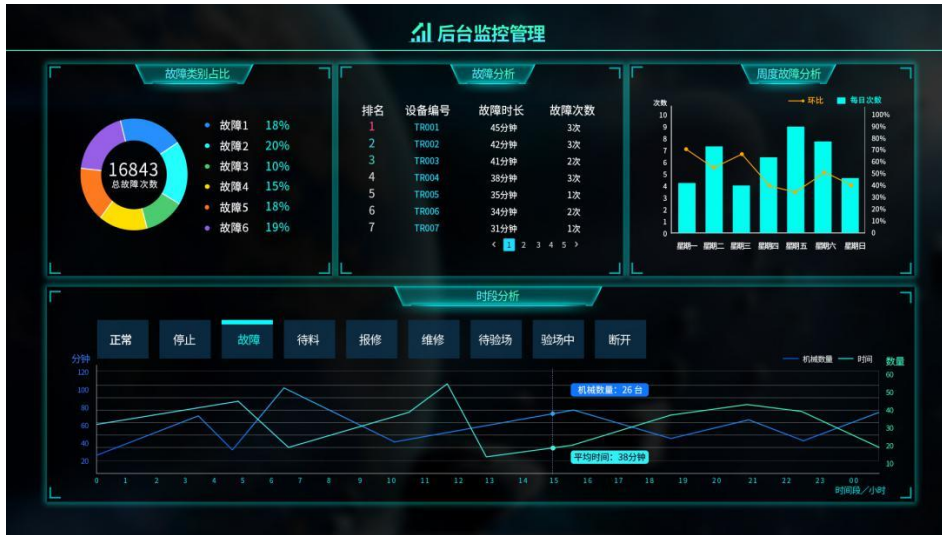 后台监控管理
故障类别占比
16843
总故障次数
故障1 18%
故障2 20%
故障3 10%
故障4 15%
故障5 18%
故障6 19%
故障分析
排名 设备编号 故障时长 故障次数
1 TR001 45分钟 3次
2 TR002 42分钟 3次
3 TR003 41分钟 2次
4 TR004 38分钟 3次
5 TR005 35分钟 1次
6 TR006 34分钟 2次
7 TR007 31分钟 1次
< 1 2 3 4 5 >
周度故障分析
次数 环比 每日次数
10 100%
9 90%
8 80%
7 70%
6 60%
5 50%
4 40%
3 30%
2 20%
1 10%
0 0
星期一 星期二 星期三 星期四 星期五 星期六 星期日
时段分析
正常 停止 故障 待料 报修 维修 待验场 验场中 断开
分钟 机械数量 时间 数量
120 60
100 50
80 40
60 30
40 20
20 10
机械数量：26台
平均时间：38分钟
0 1 2 3 4 5 6 7 8 9 10 11 12 13 14 15 16 17 18 19 20 21 22 23 00
时间段／小时